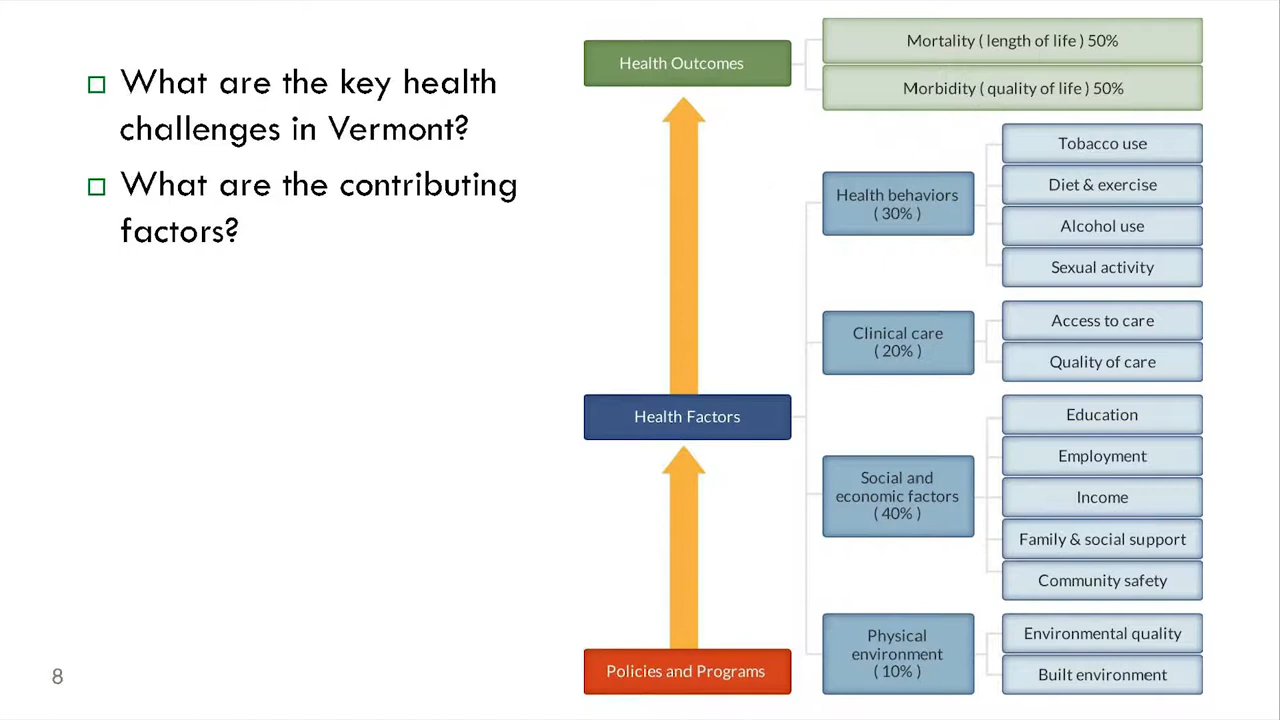 What are the key health
challenges in Vermont?
What are the contributing
factors?
8
Health Outcomes
Mortality ( length of life ) 50%
Morbidity ( quality of life ) 50%
Health Factors
Health behaviors
( 30% )
Tobacco use
Diet & exercise
Alcohol use
Sexual activity
Clinical care
( 20% )
Access to care
Quality of care
Social and
economic factors
( 40% )
Education
Employment
Income
Family & social support
Community safety
Physical
environment
( 10% )
Environmental quality
Built environment
Policies and Programs